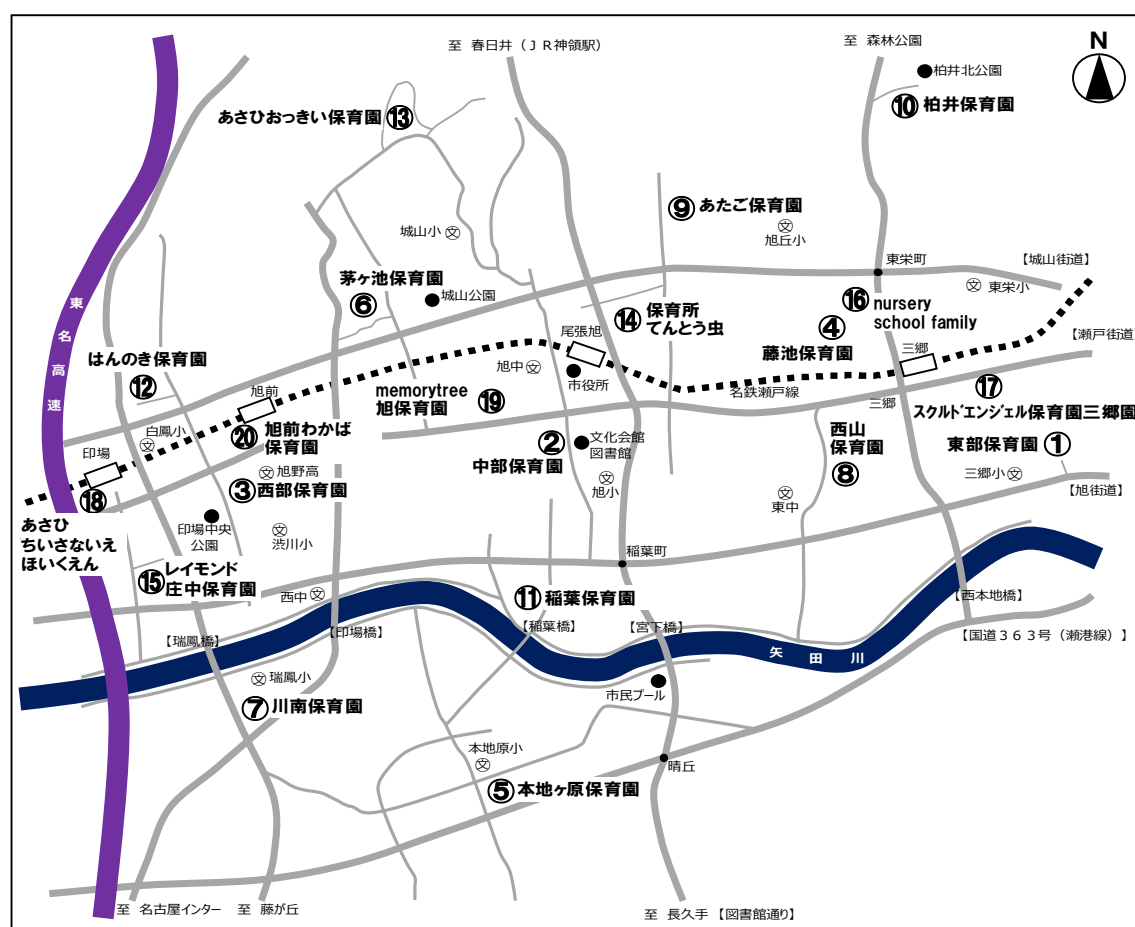 至 春日井（ＪＲ神領駅）
至 森林公園
N
柏井北公園
⑩ 柏井保育園
あさひおっきい保育園 ⑬
⑨ あたご保育園
文
旭丘小
城山小 文
東栄町
【城山街道】
文 東栄小
茅ヶ池保育園
⑥
城山公園
⑭ 保育所
てんとう虫
⑯ nursery
school family
④
藤池保育園
尾張旭
三郷
【瀬戸街道】
東名高速
はんのき保育園
⑫
旭前
旭中 文
市役所
memorytree
旭保育園 ⑲
名鉄瀬戸線
三郷
⑰
スクルドエンジェル保育園三郷園
白鳳小
文
⑳ 旭前わかば
保育園
印場
② 中部保育園
文化会館
図書館
西山
保育園
⑧
東部保育園 ①
文 旭野高
③ 西部保育園
文
旭小
三郷小 文
【旭街道】
⑱
あさひ
ちいさないえ
ほいくえん
印場中央
公園
文
渋川小
文
東中
稲葉町
⑮ レイモンド
庄中保育園
西中 文
⑪ 稲葉保育園
【西本地橋】
【瑞鳳橋】
【印場橋】
【稲葉橋】
【宮下橋】
【国道３６３号（瀬港線）】
矢田川
文 瑞鳳小
市民プール
⑦ 川南保育園
本地原小
文
晴丘
⑤ 本地ヶ原保育園
至 名古屋インター
至 藤が丘
至 長久手 【図書館通り】